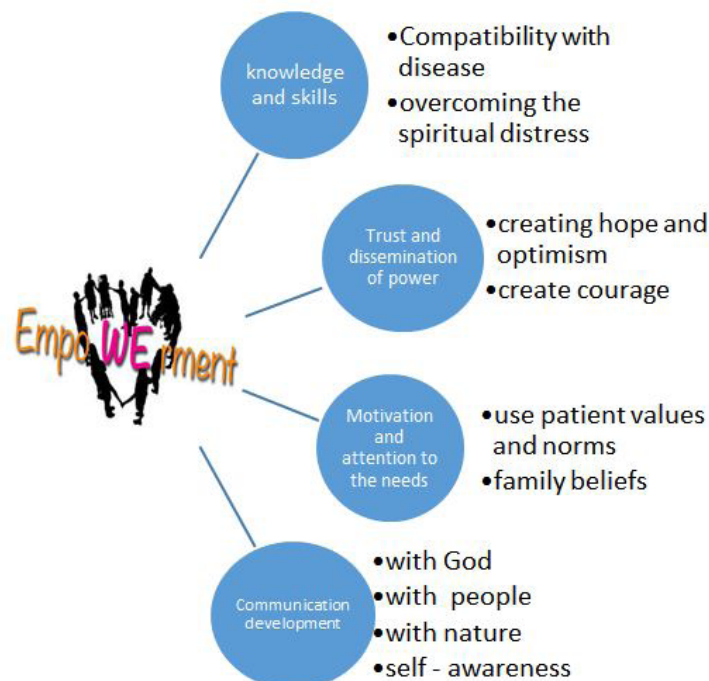 knowledge
and skills
•Compatibility with
disease
•overcoming the
spiritual distress
Trust and
dissemination
of power
•creating hope and
optimism
•create courage
EmpoWErment
Motivation
and
attention to
the needs
•use patient values
and norms
•family beliefs
Communication
development
•with God
•with people
•with nature
•self - awareness